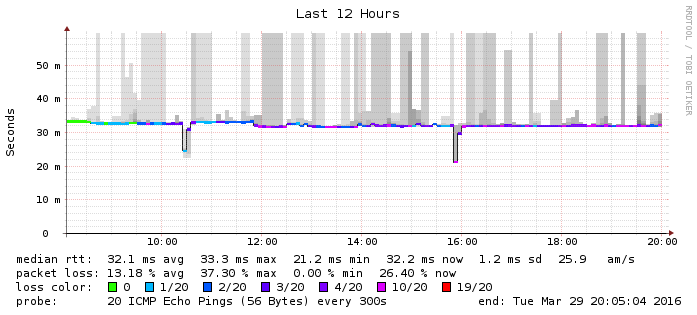 Last 12 Hours
RRDTOOL / TOBI OETIKER
Seconds
50 m
40 m
30 m
20 m
10 m
0
10:00 12:00 14:00 16:00 18:00 20:00
median rtt: 32.1 ms avg 33.3 ms max 21.2 ms min 32.2 ms now 1.2 ms sd 25.9 am/s
packet loss: 13.18 % avg 37.30 % max 0.00 % min 26.40 % now
loss color: 0 1/20 2/20 3/20 4/20 10/20 19/20
probe: 20 ICMP Echo Pings (56 Bytes) every 300s end: Tue Mar 29 20:05:04 2016